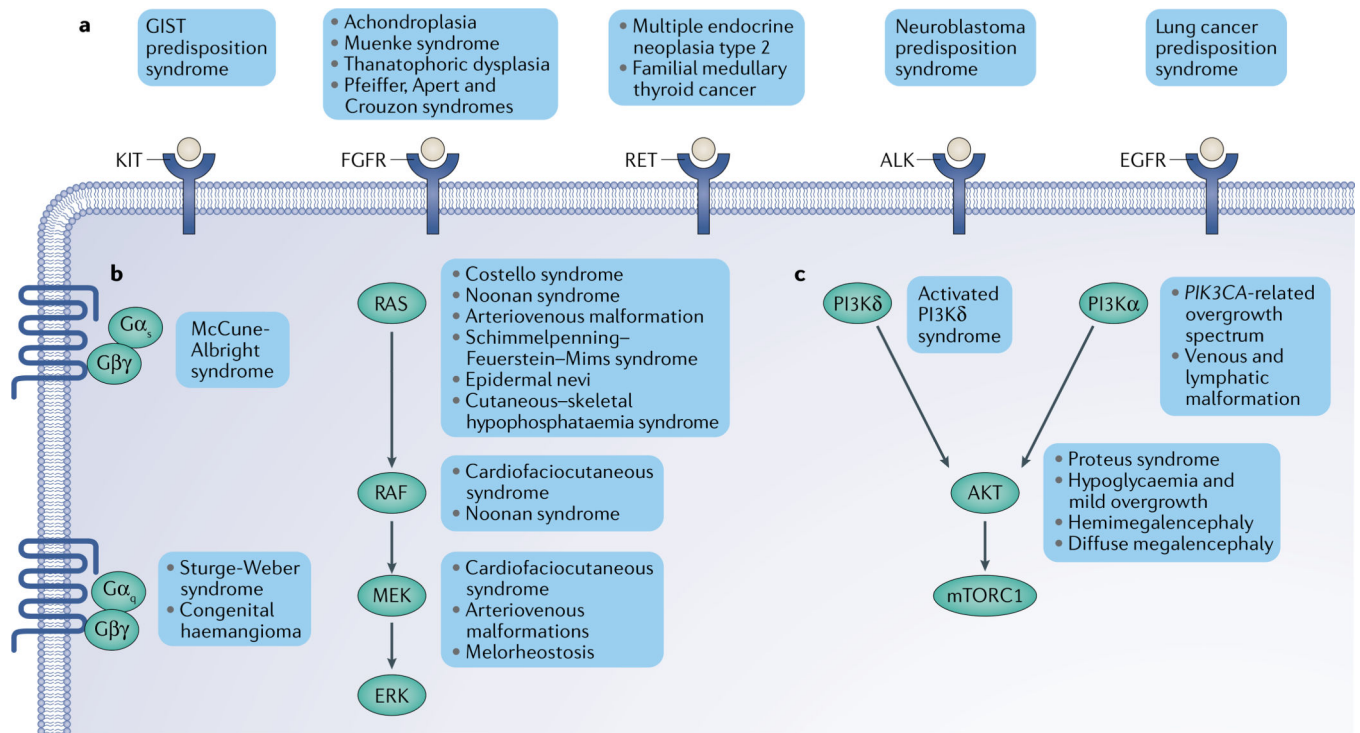 a
GIST
predisposition
syndrome
• Achondroplasia
• Muenke syndrome
• Thanatophoric dysplasia
• Pfeiffer, Apert and
Crouzon syndromes
• Multiple endocrine
neoplasia type 2
• Familial medullary
thyroid cancer
Neuroblastoma
predisposition
syndrome
Lung cancer
predisposition
syndrome
KIT
FGFR
RET
ALK
EGFR
b
Gαs
Gβγ
McCune-
Albright
syndrome
Gαq
Gβγ
• Sturge-Weber
syndrome
• Congenital
haemangioma
RAS
• Costello syndrome
• Noonan syndrome
• Arteriovenous malformation
• Schimmelpenning–
Feuerstein–Mims syndrome
• Epidermal nevi
• Cutaneous–skeletal
hypophosphataemia syndrome
RAF
• Cardiofaciocutaneous
syndrome
• Noonan syndrome
MEK
• Cardiofaciocutaneous
syndrome
• Arteriovenous
malformations
• Melorheostosis
ERK
c
PI3Kδ
Activated
PI3Kδ
syndrome
PI3Kα
• PIK3CA-related
overgrowth
spectrum
• Venous and
lymphatic
malformation
AKT
• Proteus syndrome
• Hypoglycaemia and
mild overgrowth
• Hemimegalencephaly
• Diffuse megalencephaly
mTORC1